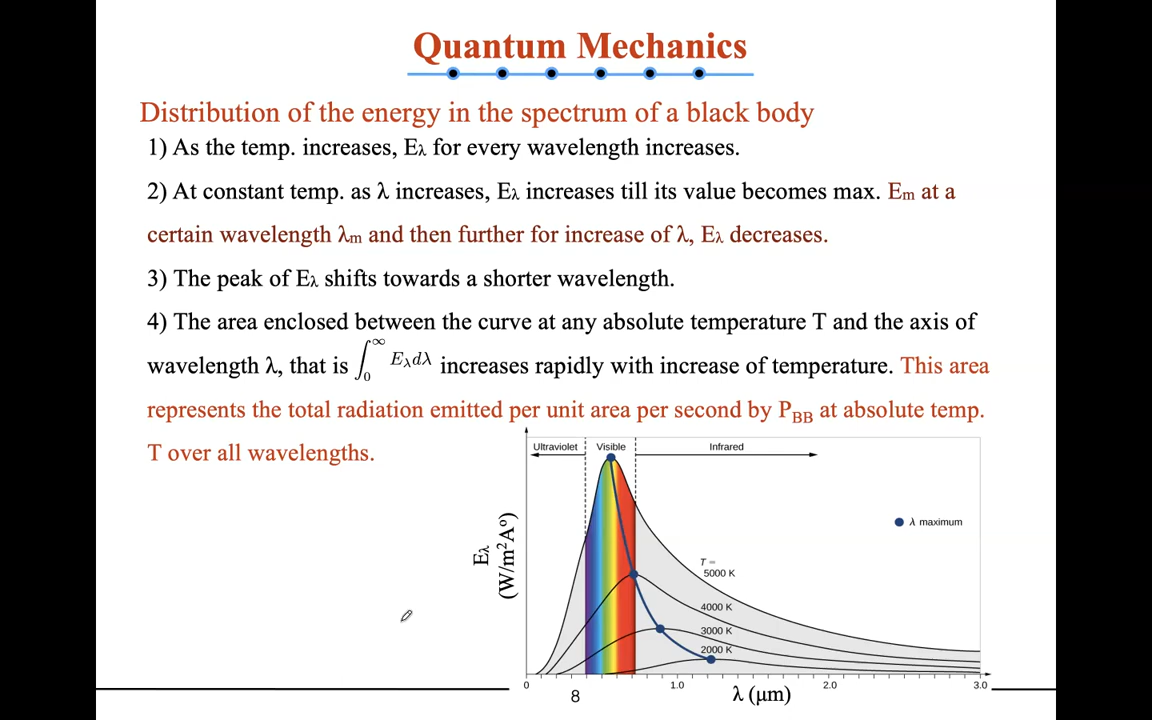 Quantum Mechanics
Distribution of the energy in the spectrum of a black body
1) As the temp. increases, Eλ for every wavelength increases.
2) At constant temp. as λ increases, Eλ increases till its value becomes max. Em at a
certain wavelength λm and then further for increase of λ, Eλ decreases.
3) The peak of Eλ shifts towards a shorter wavelength.
4) The area enclosed between the curve at any absolute temperature T and the axis of
wavelength λ, that is ∫₀^∞ Eλdλ increases rapidly with increase of temperature. This area
represents the total radiation emitted per unit area per second by PBB at absolute temp.
T over all wavelengths.
Ultraviolet Visible Infrared
λ maximum
Eλ
(W/m²Aº)
T =
5000 K
4000 K
3000 K
2000 K
0 1.0 2.0 3.0
λ (μm)
8